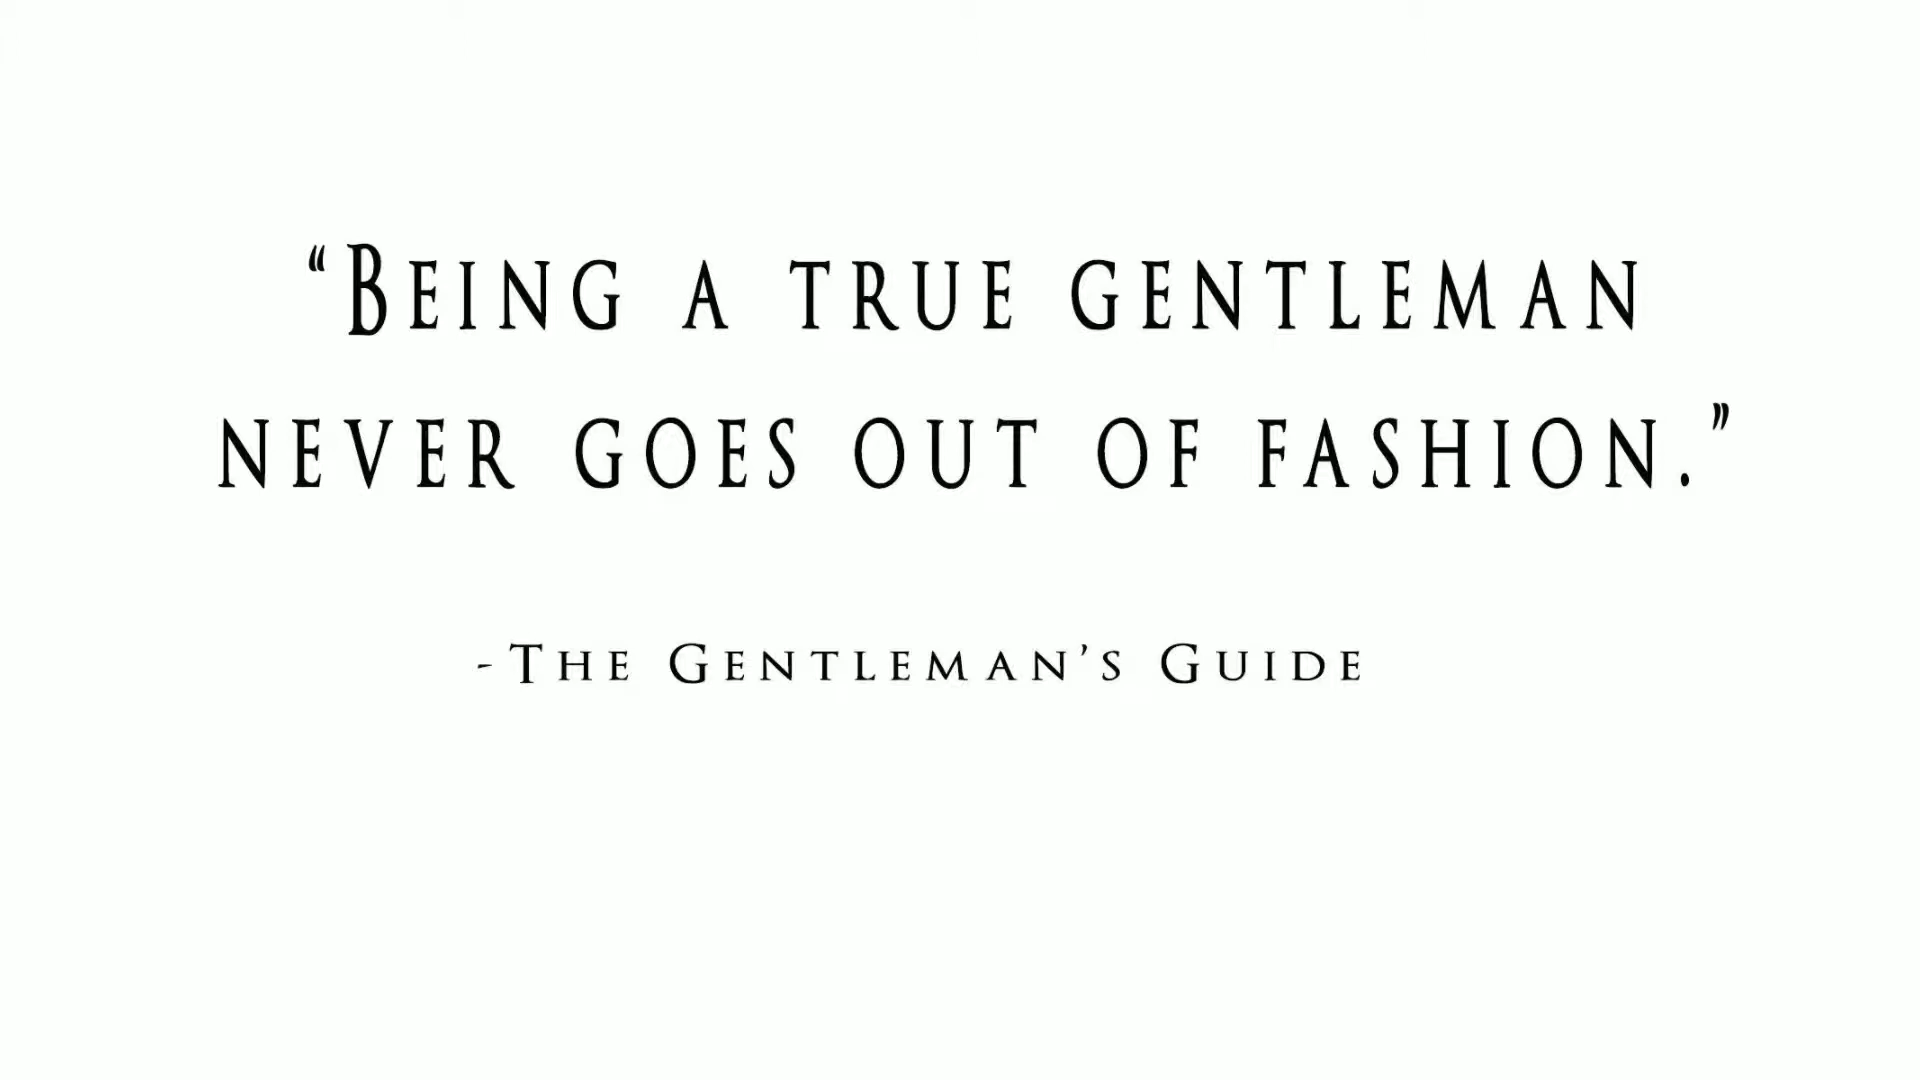 “Being a true gentleman
never goes out of fashion.”
-The Gentleman’s Guide